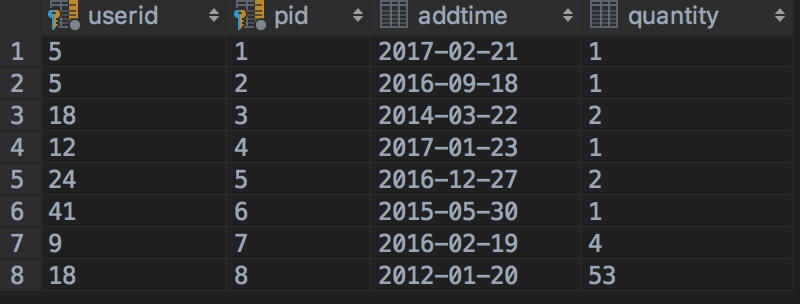 userid pid addtime quantity
1 5 1 2017-02-21 1
2 5 2 2016-09-18 1
3 18 3 2014-03-22 2
4 12 4 2017-01-23 1
5 24 5 2016-12-27 2
6 41 6 2015-05-30 1
7 9 7 2016-02-19 4
8 18 8 2012-01-20 53